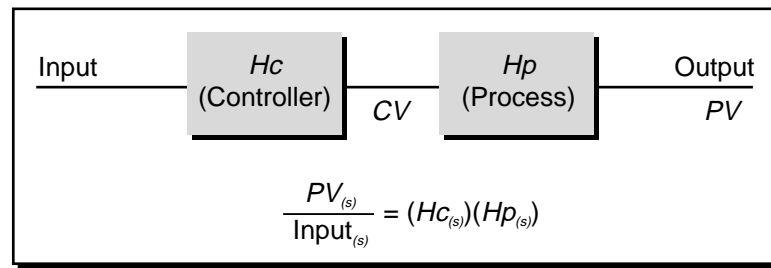 Input
Hc
(Controller)
CV
Hp
(Process)
Output
PV
PV(s)
Input(s)
= (Hc(s))(Hp(s))